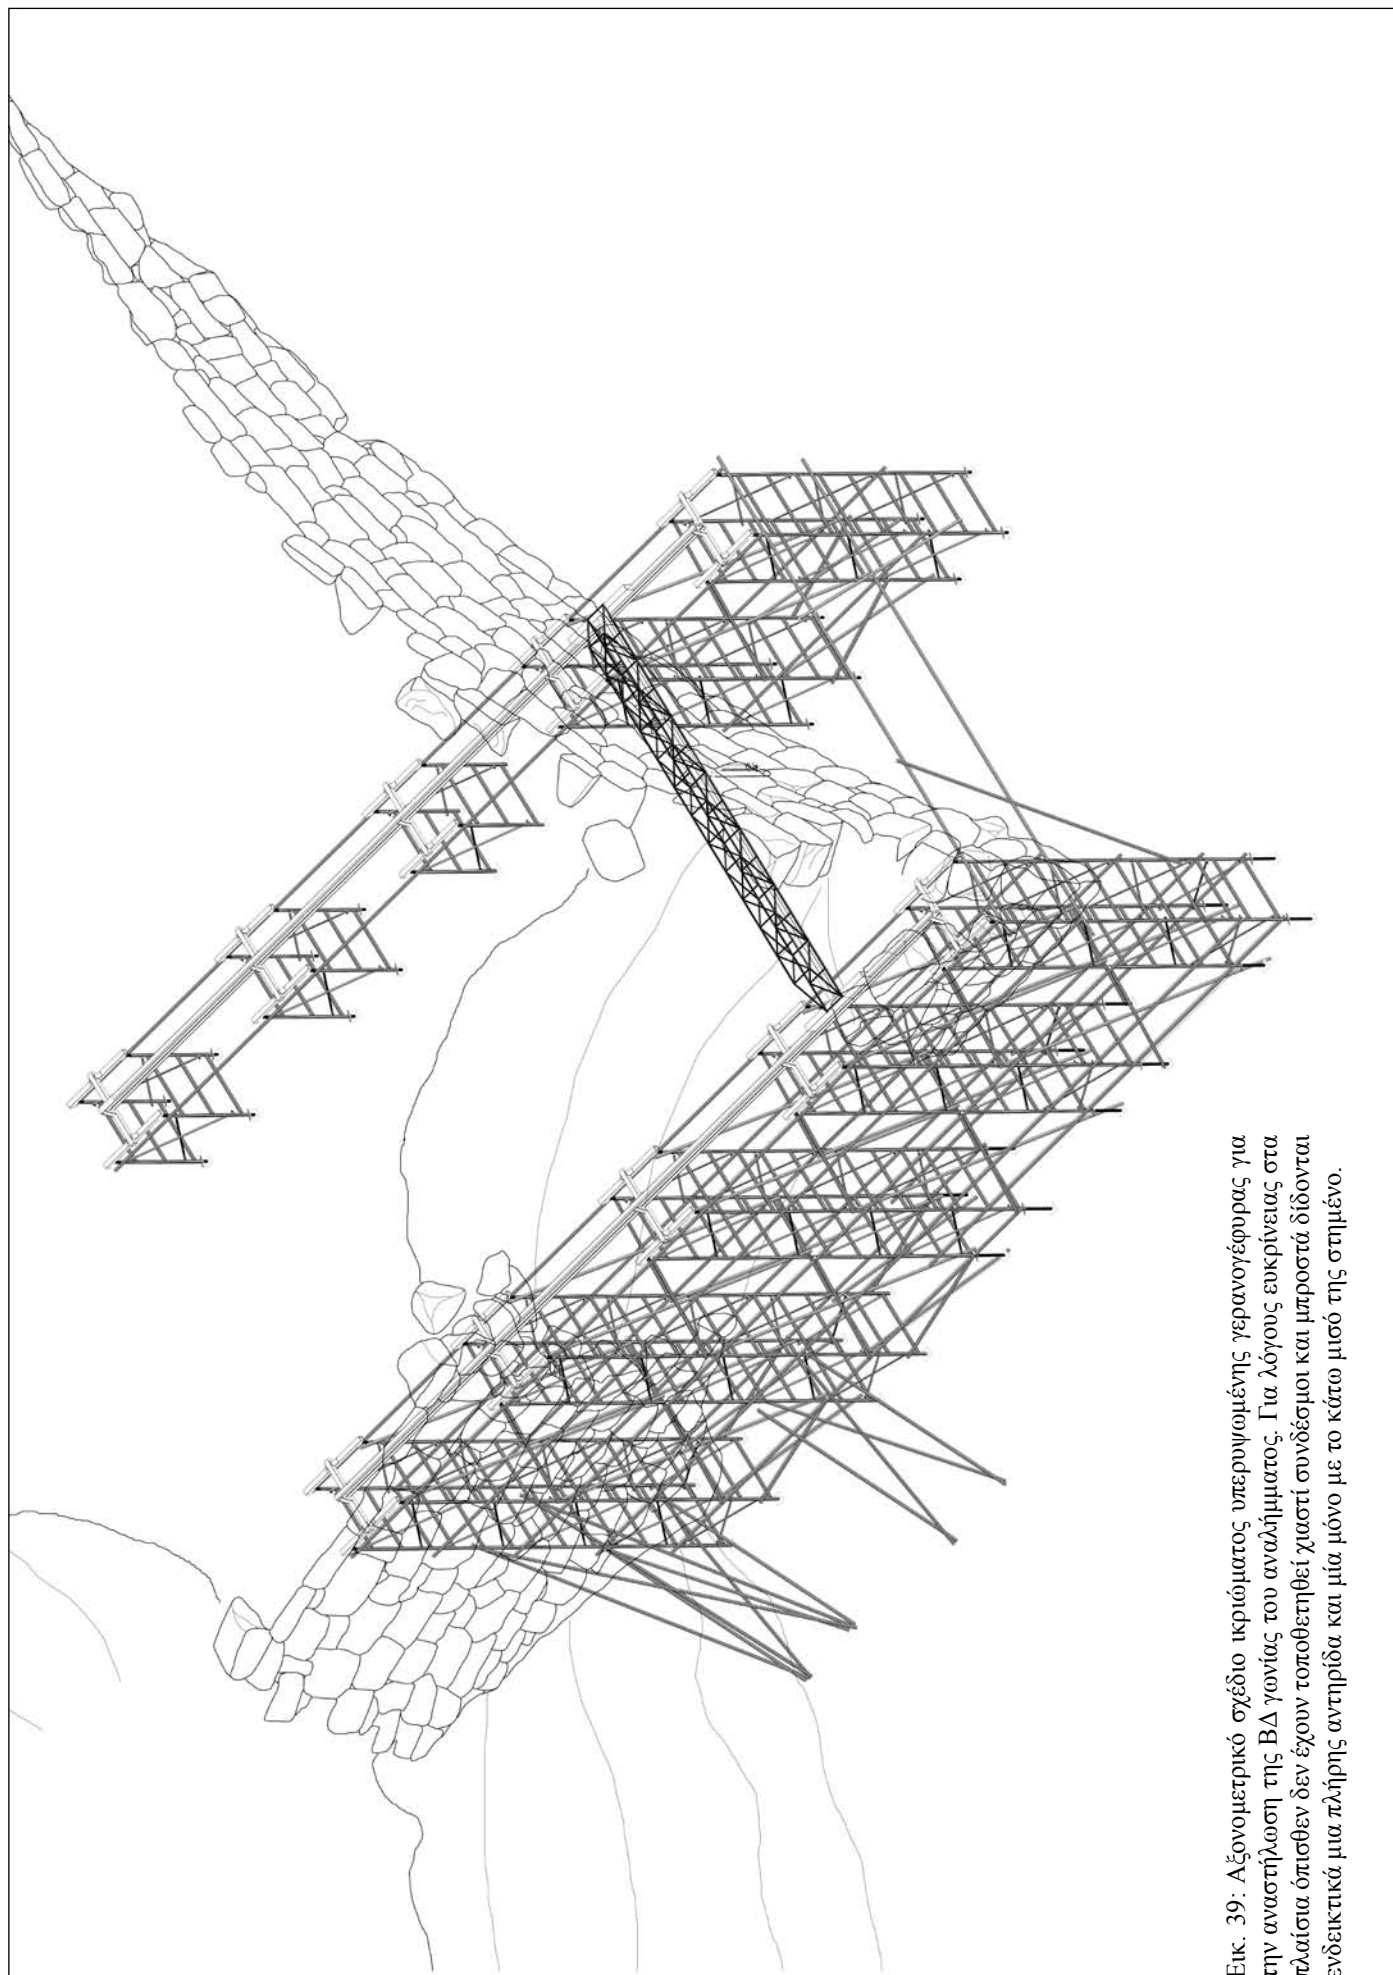 Εικ. 39: Αξονομετρικό σχέδιο ικριώματος υπερυψωμένης γερανογέφυρας για
την αναστήλωση της ΒΔ γωνίας του αναλήμματος. Για λόγους ευκρίνειας στα
πλαίσια όπισθεν δεν έχουν τοποθετηθεί χιαστί συνδέσμοι και μπροστά δίδονται
ενδεικτικά μια πλήρης αντηρίδα και μία μόνο με το κάτω μισό της στημένο.